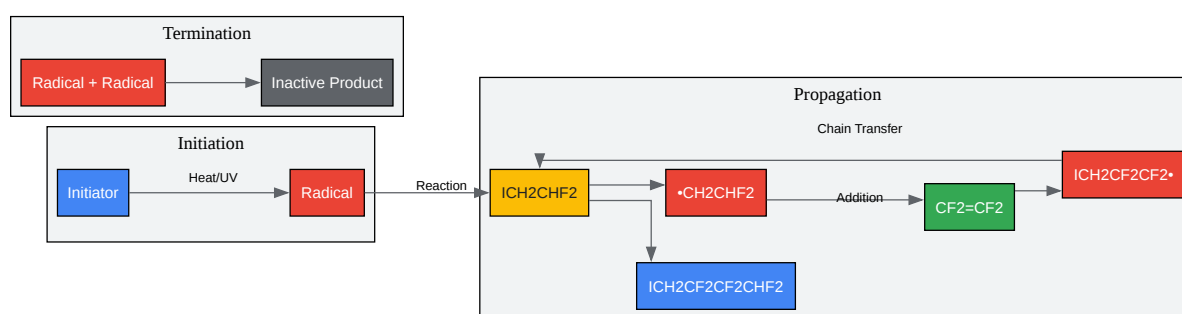 Termination
Radical + Radical
Inactive Product
Initiation
Initiator
Heat/UV
Radical
Reaction
Propagation
Chain Transfer
ICH2CHF2
•CH2CHF2
Addition
CF2=CF2
ICH2CF2CF2•
ICH2CF2CF2CHF2